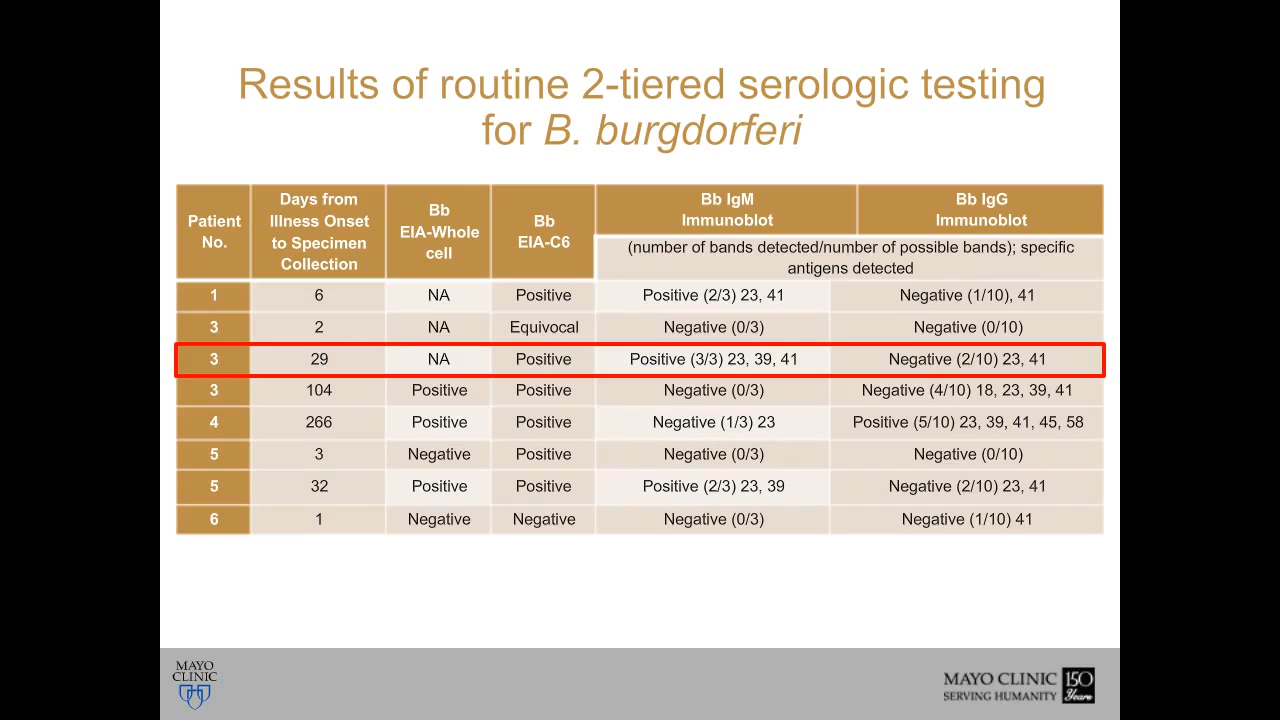 Results of routine 2-tiered serologic testing
for B. burgdorferi
Patient No. Days from Illness Onset to Specimen Collection Bb EIA-Whole cell Bb EIA-C6 Bb IgM Immunoblot Bb IgG Immunoblot
(number of bands detected/number of possible bands); specific
antigens detected
1 6 NA Positive Positive (2/3) 23, 41 Negative (1/10), 41
3 2 NA Equivocal Negative (0/3) Negative (0/10)
3 29 NA Positive Positive (3/3) 23, 39, 41 Negative (2/10) 23, 41
3 104 Positive Positive Negative (0/3) Negative (4/10) 18, 23, 39, 41
4 266 Positive Positive Negative (1/3) 23 Positive (5/10) 23, 39, 41, 45, 58
5 3 Negative Positive Negative (0/3) Negative (0/10)
5 32 Positive Positive Positive (2/3) 23, 39 Negative (2/10) 23, 41
6 1 Negative Negative Negative (0/3) Negative (1/10) 41
MAYO
CLINIC
MAYO CLINIC 150
SERVING HUMANITY Years